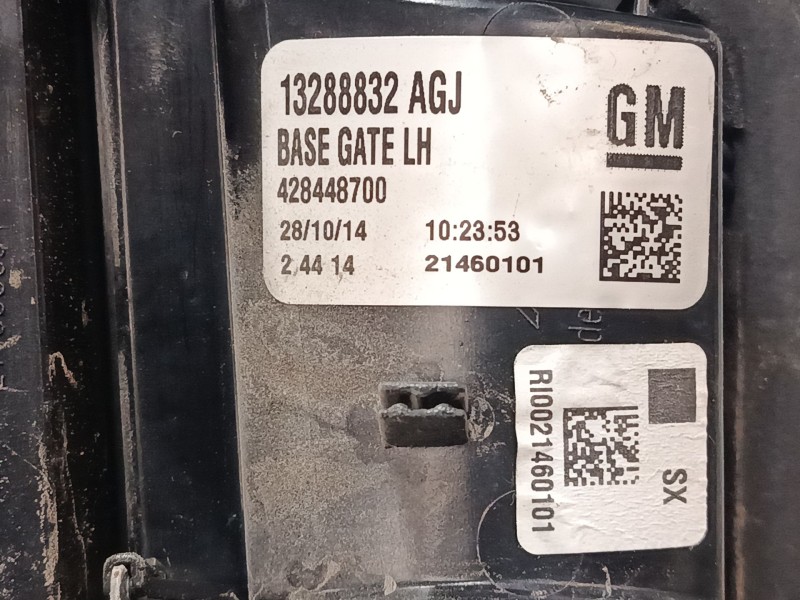 13288832 AGJ
GM
BASE GATE LH
428448700
28/10/14 10:23:53
2,44 14 21460101
de
RI0021460101
SX